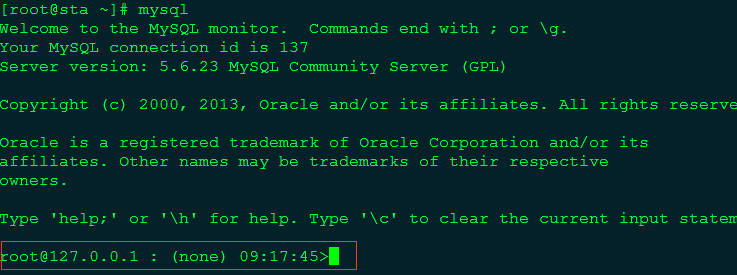 [root@sta ~]# mysql
Welcome to the MySQL monitor.  Commands end with ; or \g.
Your MySQL connection id is 137
Server version: 5.6.23 MySQL Community Server (GPL)
Copyright (c) 2000, 2013, Oracle and/or its affiliates. All rights reserve
Oracle is a registered trademark of Oracle Corporation and/or its
affiliates. Other names may be trademarks of their respective
owners.
Type 'help;' or '\h' for help. Type '\c' to clear the current input statem
root@127.0.0.1 : (none) 09:17:45>